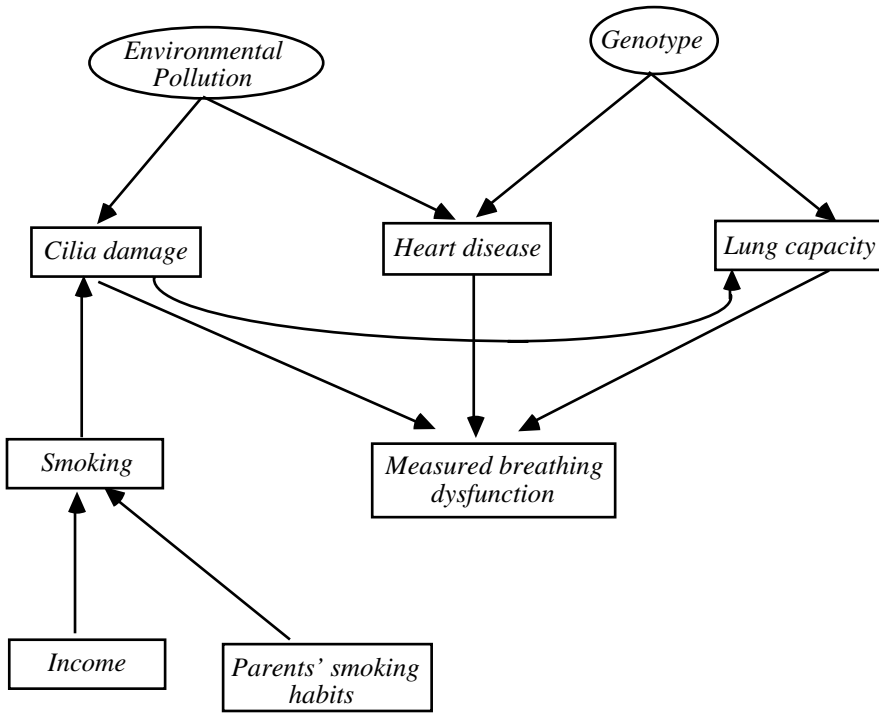 Environmental
Pollution
Genotype
Cilia damage
Heart disease
Lung capacity
Smoking
Measured breathing
dysfunction
Income
Parents’ smoking
habits